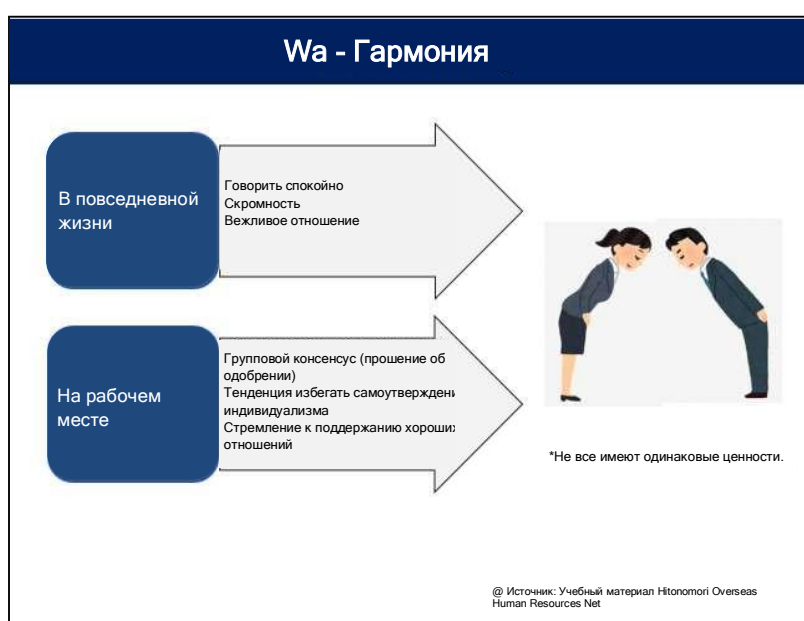 Wa - Гармония
В повседневной
жизни
Говорить спокойно
Скромность
Вежливое отношение
На рабочем
месте
Групповой консенсус (прошение об
одобрении)
Тенденция избегать самоутверждени
индивидуализма
Стремление к поддержанию хороших
отношений
*Не все имеют одинаковые ценности.
@ Источник: Учебный материал Hitonomori Overseas
Human Resources Net